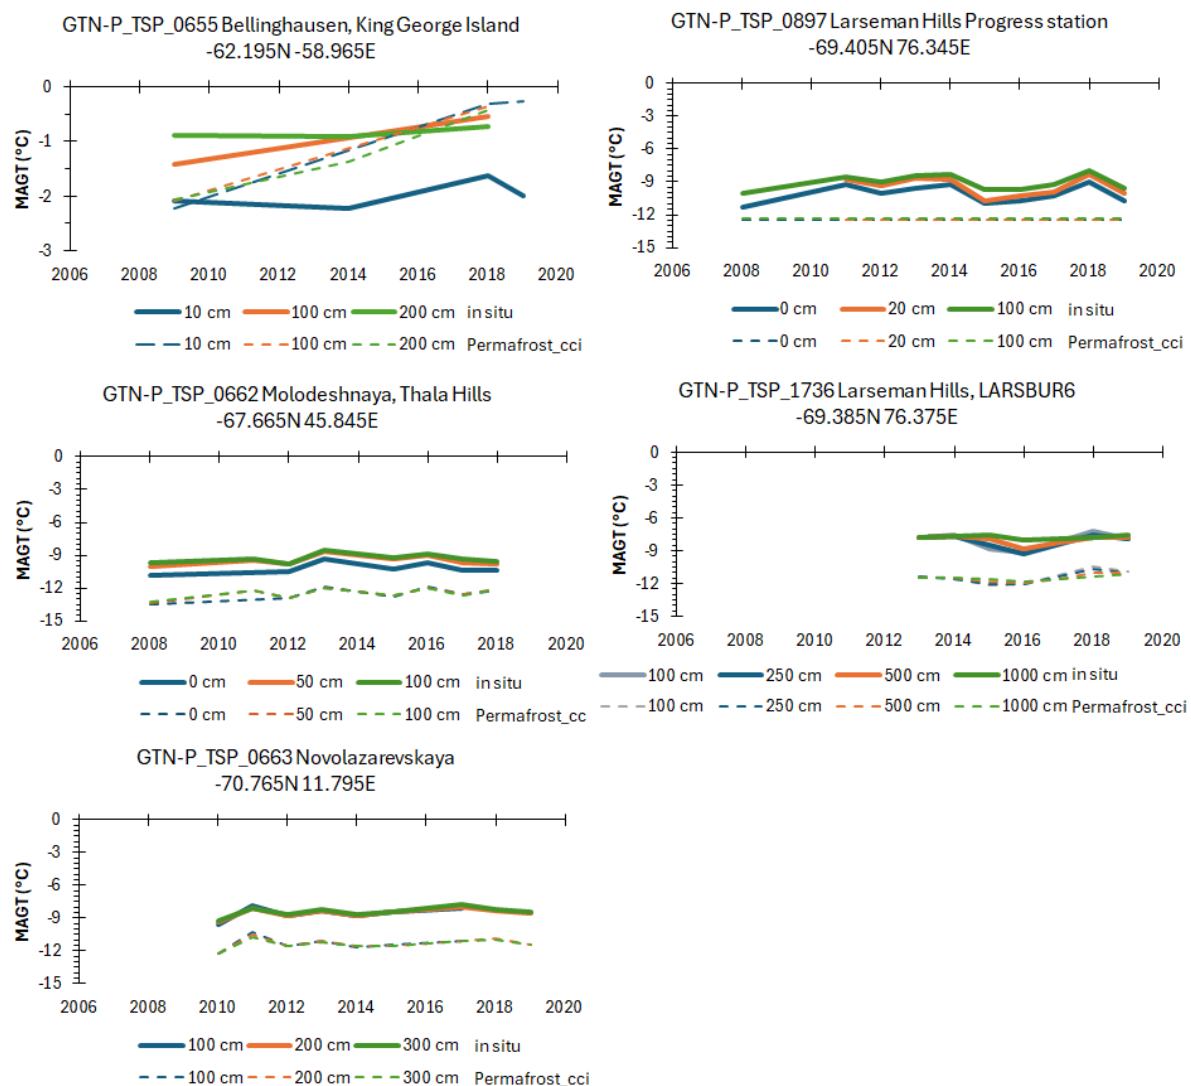 GTN-P_TSP_0655 Bellinghausen, King George Island
-62.195N -58.965E
MAGT (°C)
0
-1
-2
-3
2006 2008 2010 2012 2014 2016 2018 2020
10 cm 100 cm 200 cm in situ
10 cm 100 cm 200 cm Permafrost_cci
GTN-P_TSP_0897 Larseman Hills Progress station
-69.405N 76.345E
MAGT (°C)
0
-3
-6
-9
-12
-15
2006 2008 2010 2012 2014 2016 2018 2020
0 cm 20 cm 100 cm in situ
0 cm 20 cm 100 cm Permafrost_cci
GTN-P_TSP_0662 Molodeshnaya, Thala Hills
-67.665N 45.845E
MAGT (°C)
0
-3
-6
-9
-12
-15
2006 2008 2010 2012 2014 2016 2018 2020
0 cm 50 cm 100 cm in situ
0 cm 50 cm 100 cm Permafrost_cc
GTN-P_TSP_1736 Larseman Hills, LARSBUR6
-69.385N 76.375E
MAGT (°C)
0
-3
-6
-9
-12
-15
2006 2008 2010 2012 2014 2016 2018 2020
100 cm 250 cm 500 cm 1000 cm in situ
100 cm 250 cm 500 cm 1000 cm Permafrost_cci
GTN-P_TSP_0663 Novolazarevskaya
-70.765N 11.795E
MAGT (°C)
0
-3
-6
-9
-12
-15
2006 2008 2010 2012 2014 2016 2018 2020
100 cm 200 cm 300 cm in situ
100 cm 200 cm 300 cm Permafrost_cci